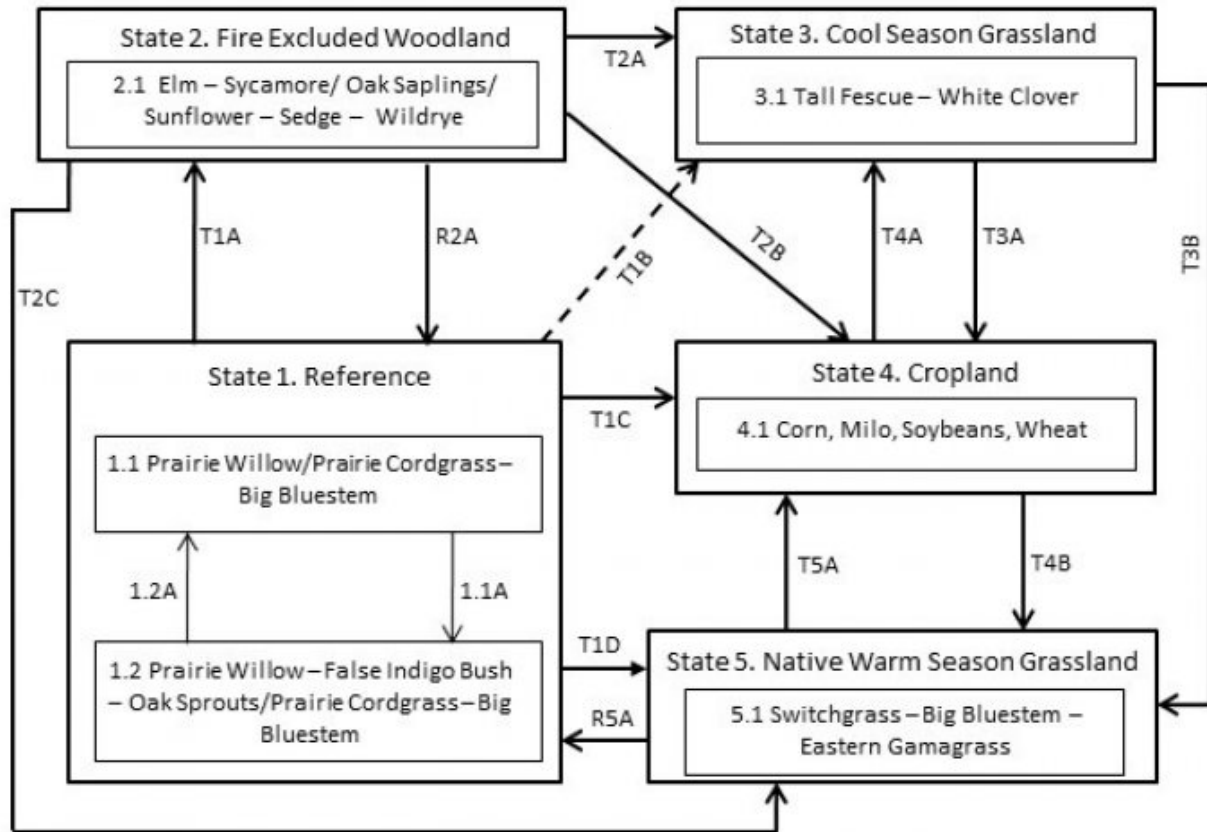 State 2. Fire Excluded Woodland
2.1 Elm – Sycamore/ Oak Saplings/
Sunflower – Sedge – Wildrye
T2A
State 3. Cool Season Grassland
3.1 Tall Fescue – White Clover
T1A
R2A
T1B
T2B
T4A
T3A
T3B
T2C
State 1. Reference
1.1 Prairie Willow/Prairie Cordgrass –
Big Bluestem
1.2A
1.1A
1.2 Prairie Willow – False Indigo Bush
– Oak Sprouts/Prairie Cordgrass – Big
Bluestem
T1C
State 4. Cropland
4.1 Corn, Milo, Soybeans, Wheat
T5A
T4B
T1D
R5A
State 5. Native Warm Season Grassland
5.1 Switchgrass – Big Bluestem –
Eastern Gamagrass